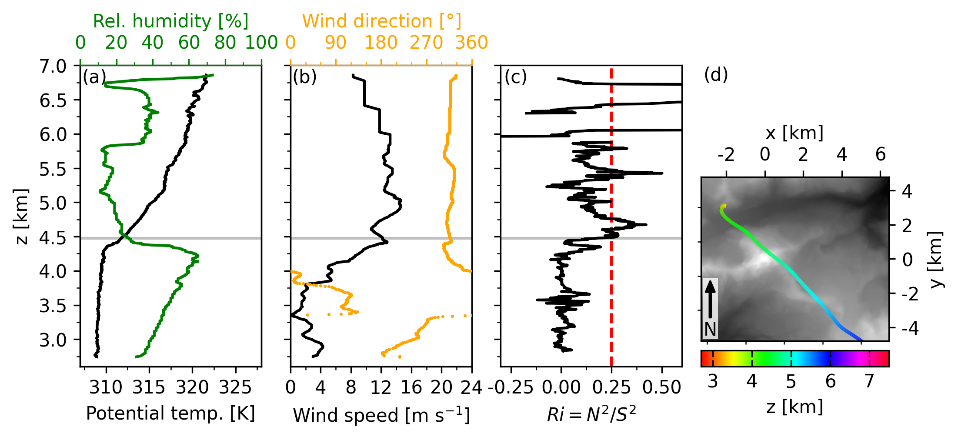 Rel. humidity [%]
0 20 40 60 80 100
Wind direction [°]
0 90 180 270 360
(a)
(b)
(c)
(d)
7.0
6.5
6.0
5.5
5.0
4.5
4.0
3.5
3.0
z [km]
310 315 320 325
Potential temp. [K]
0 4 8 12 16 20 24
Wind speed [m s⁻¹]
-0.25 0.00 0.25 0.50
Ri = N²/S²
x [km]
-2 0 2 4 6
4
2
0
-2
-4
y [km]
N
3 4 5 6 7
z [km]